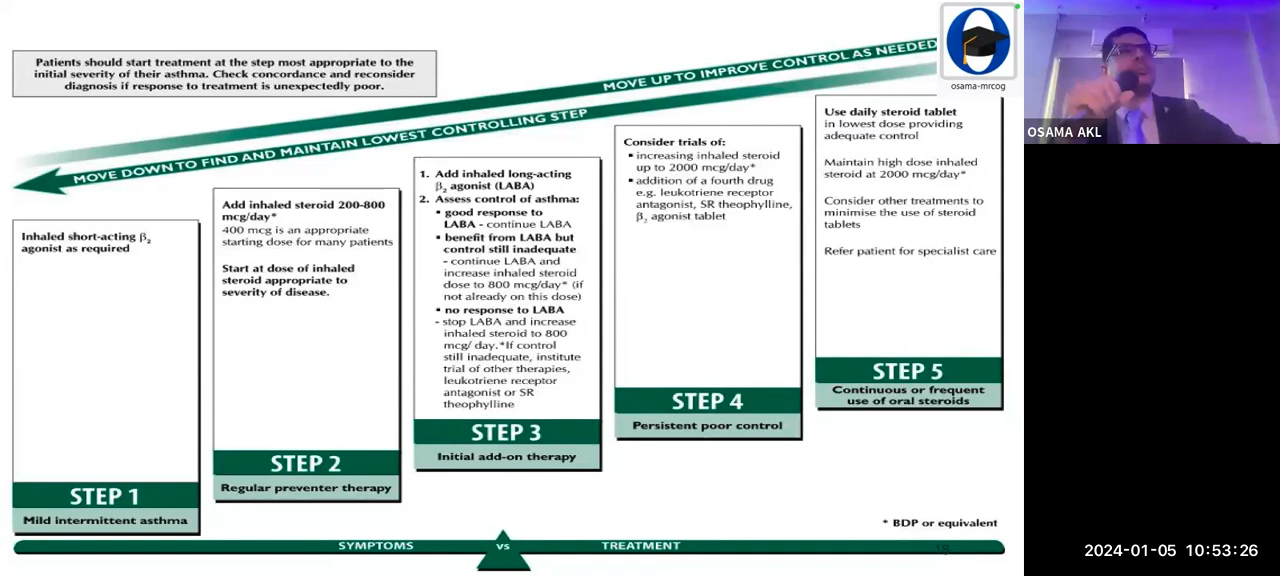 Patients should start treatment at the step most appropriate to the
initial severity of their asthma. Check concordance and reconsider
diagnosis if response to treatment is unexpectedly poor.
MOVE UP TO IMPROVE CONTROL AS NEEDED
MOVE DOWN TO FIND AND MAINTAIN LOWEST CONTROLLING STEP
osama-mrcog
OSAMA AKL
Inhaled short-acting β2
agonist as required
STEP 1
Mild intermittent asthma
Add inhaled steroid 200-800
mcg/day*
400 mcg is an appropriate
starting dose for many patients
Start at dose of inhaled
steroid appropriate to
severity of disease.
STEP 2
Regular preventer therapy
1. Add inhaled long-acting
β2 agonist (LABA)
2. Assess control of asthma:
▪ good response to
LABA - continue LABA
▪ benefit from LABA but
control still inadequate
- continue LABA and
increase inhaled steroid
dose to 800 mcg/day* (if
not already on this dose)
▪ no response to LABA
- stop LABA and increase
inhaled steroid to 800
mcg/ day.*If control
still inadequate, institute
trial of other therapies,
leukotriene receptor
antagonist or SR
theophylline
STEP 3
Initial add-on therapy
Consider trials of:
▪ increasing inhaled steroid
up to 2000 mcg/day*
▪ addition of a fourth drug
e.g. leukotriene receptor
antagonist, SR theophylline,
β2 agonist tablet
STEP 4
Persistent poor control
Use daily steroid tablet
in lowest dose providing
adequate control
Maintain high dose inhaled
steroid at 2000 mcg/day*
Consider other treatments to
minimise the use of steroid
tablets
Refer patient for specialist care
STEP 5
Continuous or frequent
use of oral steroids
* BDP or equivalent
SYMPTOMS vs TREATMENT
2024-01-05 10:53:26